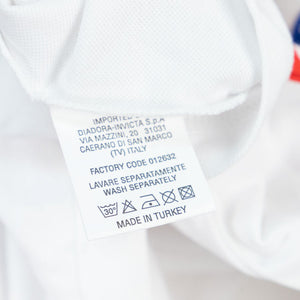 IMPORTED
DIADORA-INVICTA S.P.A.
VIA MAZZINI, 20 31031
CAERANO DI SAN MARCO
(TV) ITALY
FACTORY CODE 012632
LAVARE SEPARATAMENTE
WASH SEPARATELY
30°
MADE IN TURKEY